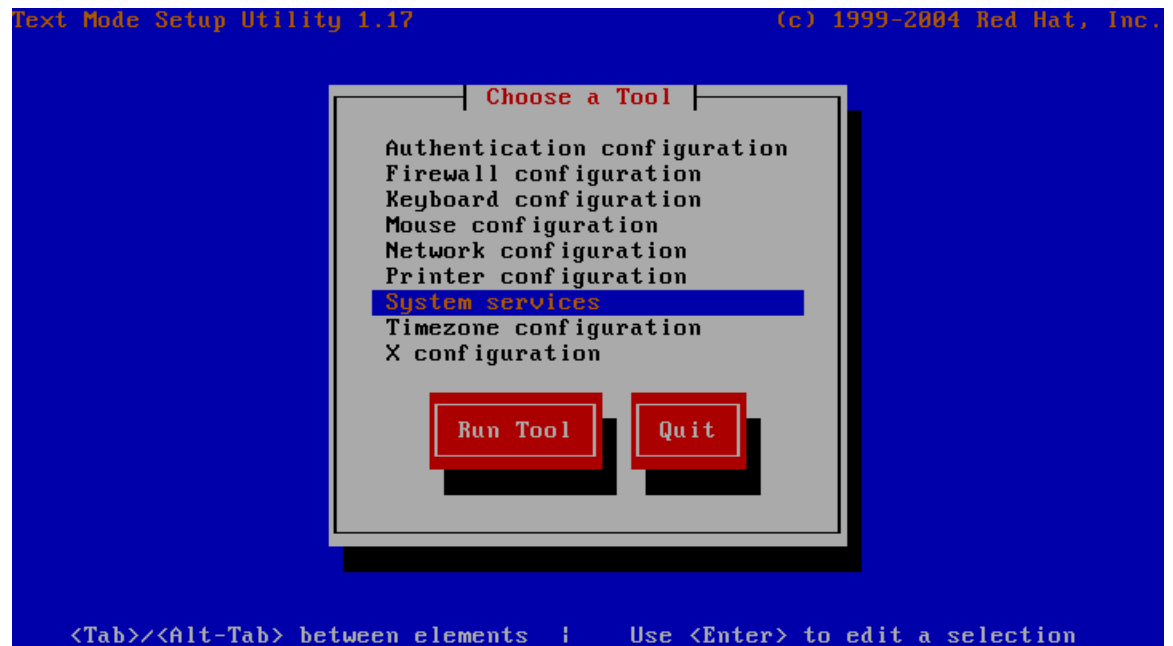 Text Mode Setup Utility 1.17 (c) 1999-2004 Red Hat, Inc.
Choose a Tool
Authentication configuration
Firewall configuration
Keyboard configuration
Mouse configuration
Network configuration
Printer configuration
System services
Timezone configuration
X configuration
Run Tool Quit
<Tab>/<Alt-Tab> between elements | Use <Enter> to edit a selection